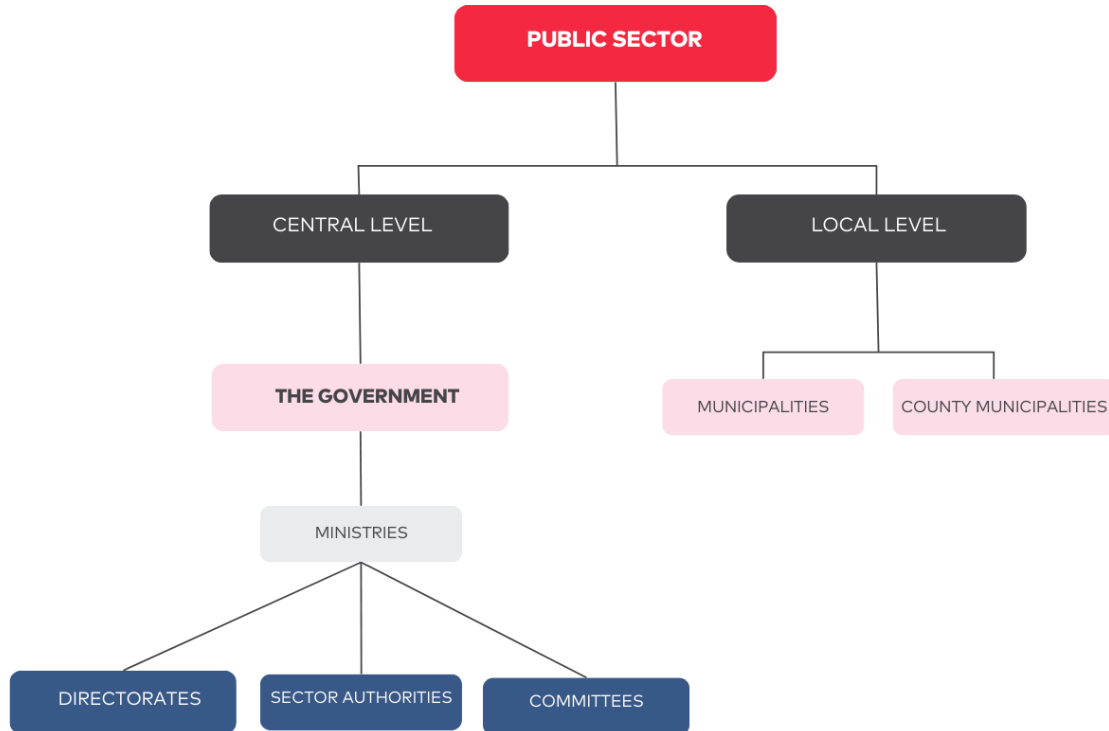 PUBLIC SECTOR
CENTRAL LEVEL
LOCAL LEVEL
THE GOVERNMENT
MUNICIPALITIES
COUNTY MUNICIPALITIES
MINISTRIES
DIRECTORATES
SECTOR AUTHORITIES
COMMITTEES